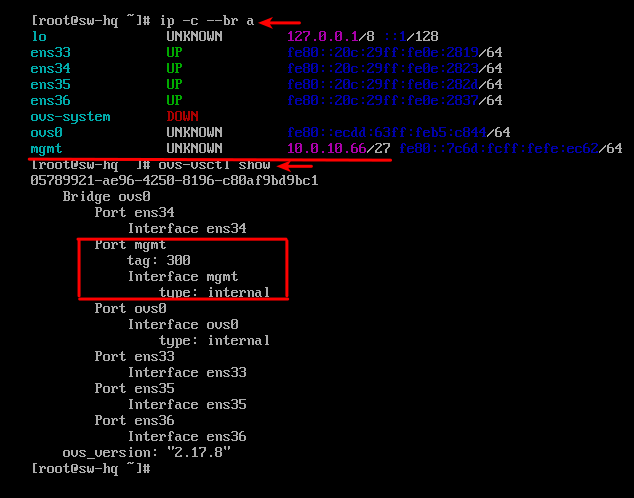 [root@sw-hq ~]# ip -c --br a
lo UNKNOWN 127.0.0.1/8 ::1/128
ens33 UP fe80::20c:29ff:fe0e:2019/64
ens34 UP fe80::20c:29ff:fe0e:2023/64
ens35 UP fe80::20c:29ff:fe0e:202d/64
ens36 UP fe80::20c:29ff:fe0e:2037/64
ovs-system DOWN
ovs0 UNKNOWN fe80::ecdd:63ff:feb5:c044/64
mgmt UNKNOWN 10.0.10.66/27 fe80::7c6d:fcff:fefe:ec62/64
[root@sw-hq ~]# ovs-vsctl show
05789921-ae96-4250-8196-c80af9bd9bc1
Bridge ovs0
Port ens34
Interface ens34
Port mgmt
tag: 300
Interface mgmt
type: internal
Port ovs0
Interface ovs0
type: internal
Port ens33
Interface ens33
Port ens35
Interface ens35
Port ens36
Interface ens36
ovs_version: "2.17.8"
[root@sw-hq ~]#